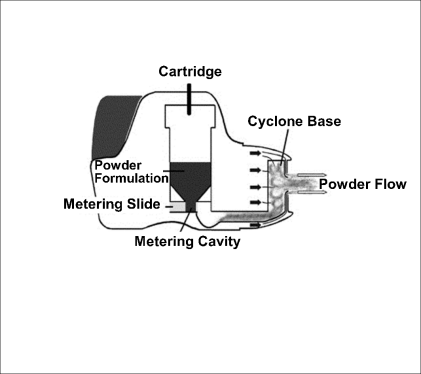 Cartridge
Cyclone Base
Powder
Formulation
Powder Flow
Metering Slide
Metering Cavity